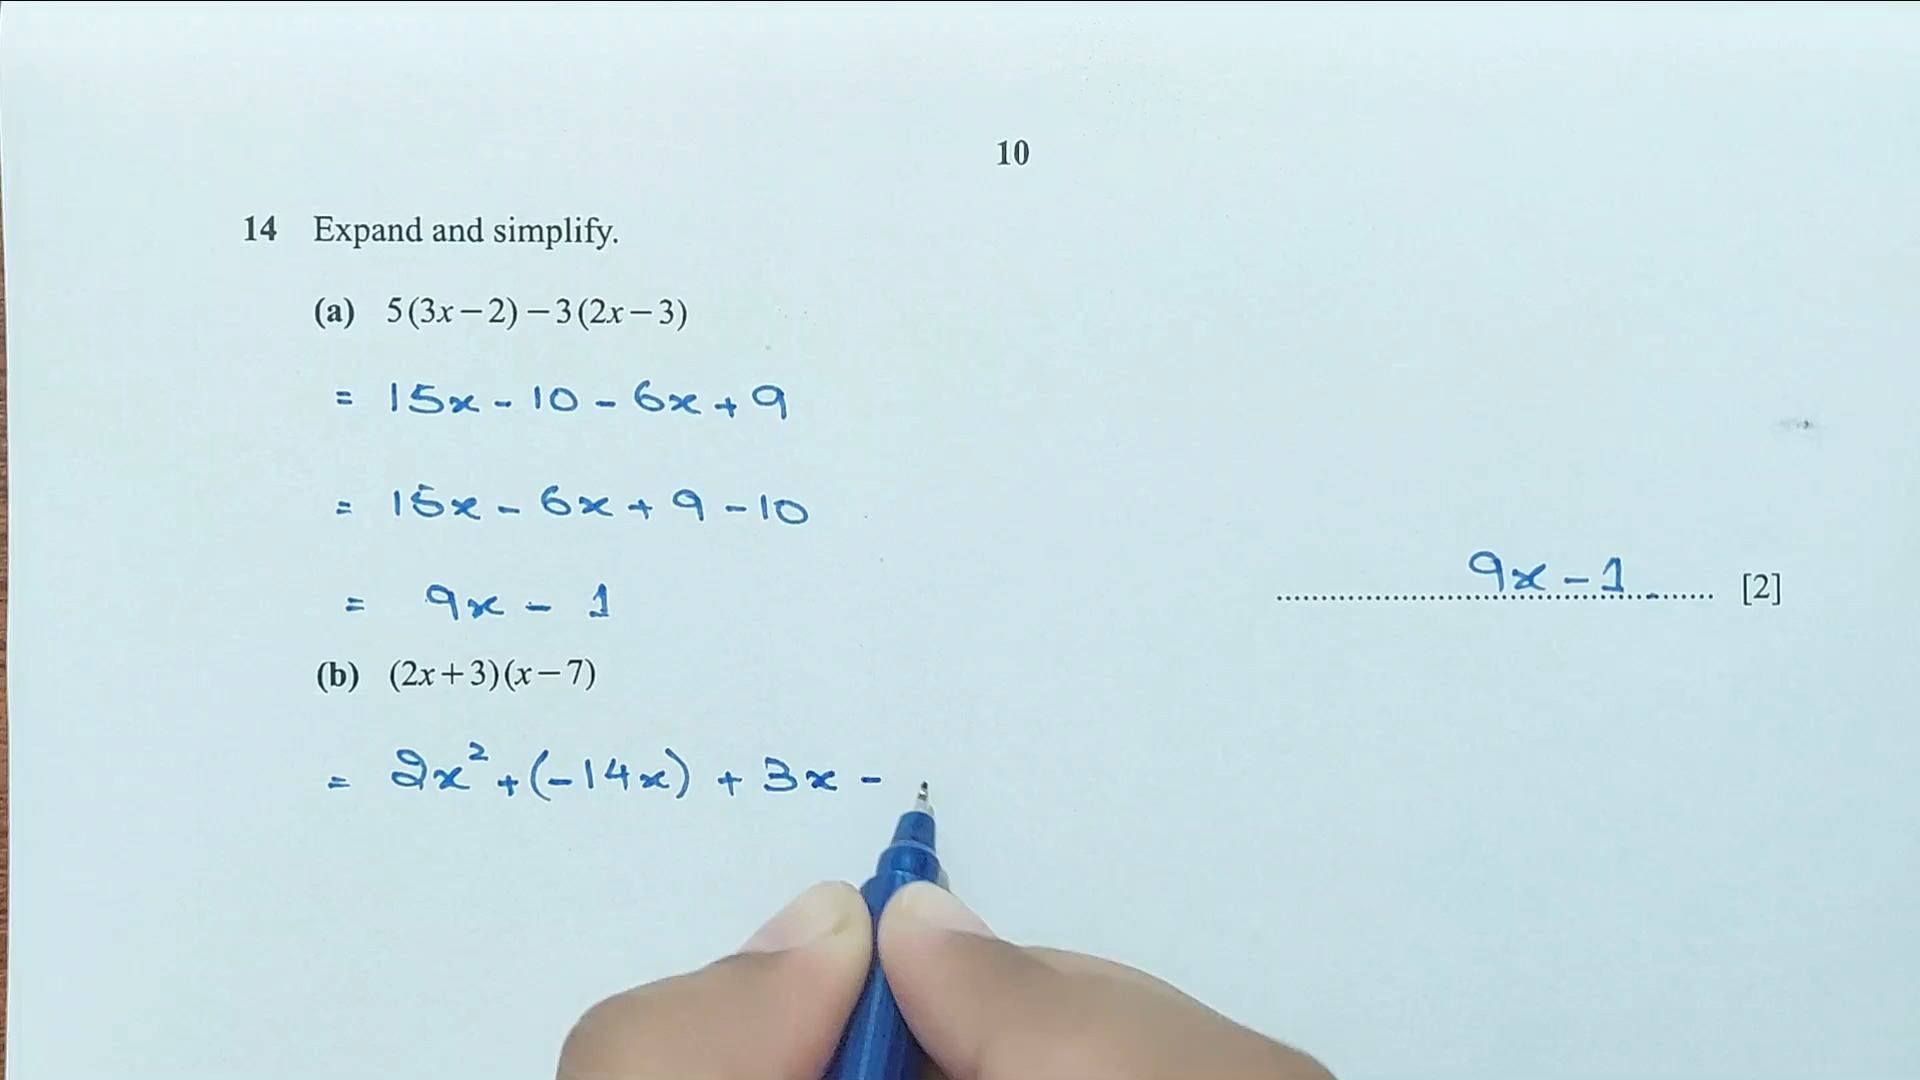 10
14 Expand and simplify.
(a) 5(3x−2)−3(2x−3)
= 15x - 10 - 6x + 9
= 15x - 6x + 9 - 10
9x - 1 [2]
= 9x - 1
(b) (2x+3)(x−7)
= 2x² + (-14x) + 3x -